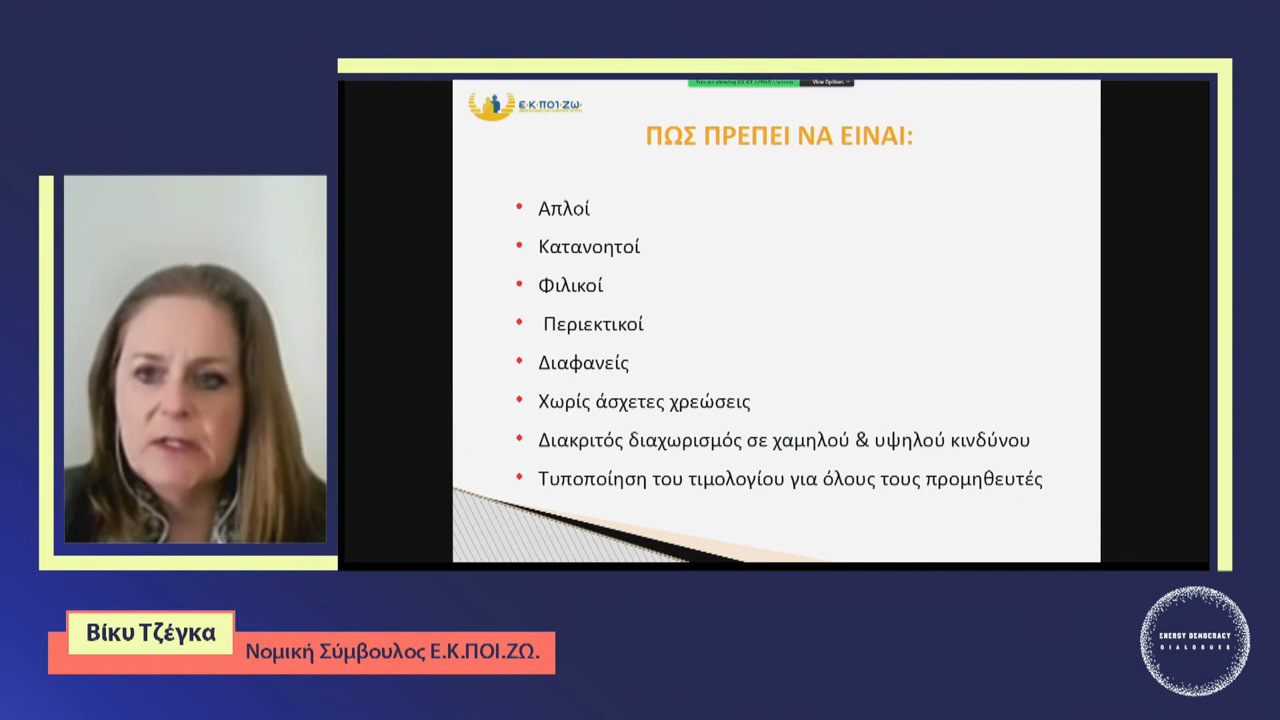 Ε·Κ·ΠΟΙ·ΖΩ·
ΠΩΣ ΠΡΕΠΕΙ ΝΑ ΕΙΝΑΙ:
• Απλοί
• Κατανοητοί
• Φιλικοί
• Περιεκτικοί
• Διαφανείς
• Χωρίς άσχετες χρεώσεις
• Διακριτός διαχωρισμός σε χαμηλού & υψηλού κινδύνου
• Τυποποίηση του τιμολογίου για όλους τους προμηθευτές
Βίκυ Τζέγκα
Νομική Σύμβουλος Ε.Κ.ΠΟΙ.ΖΩ.
ENERGY DEMOCRACY
DIALOGUES